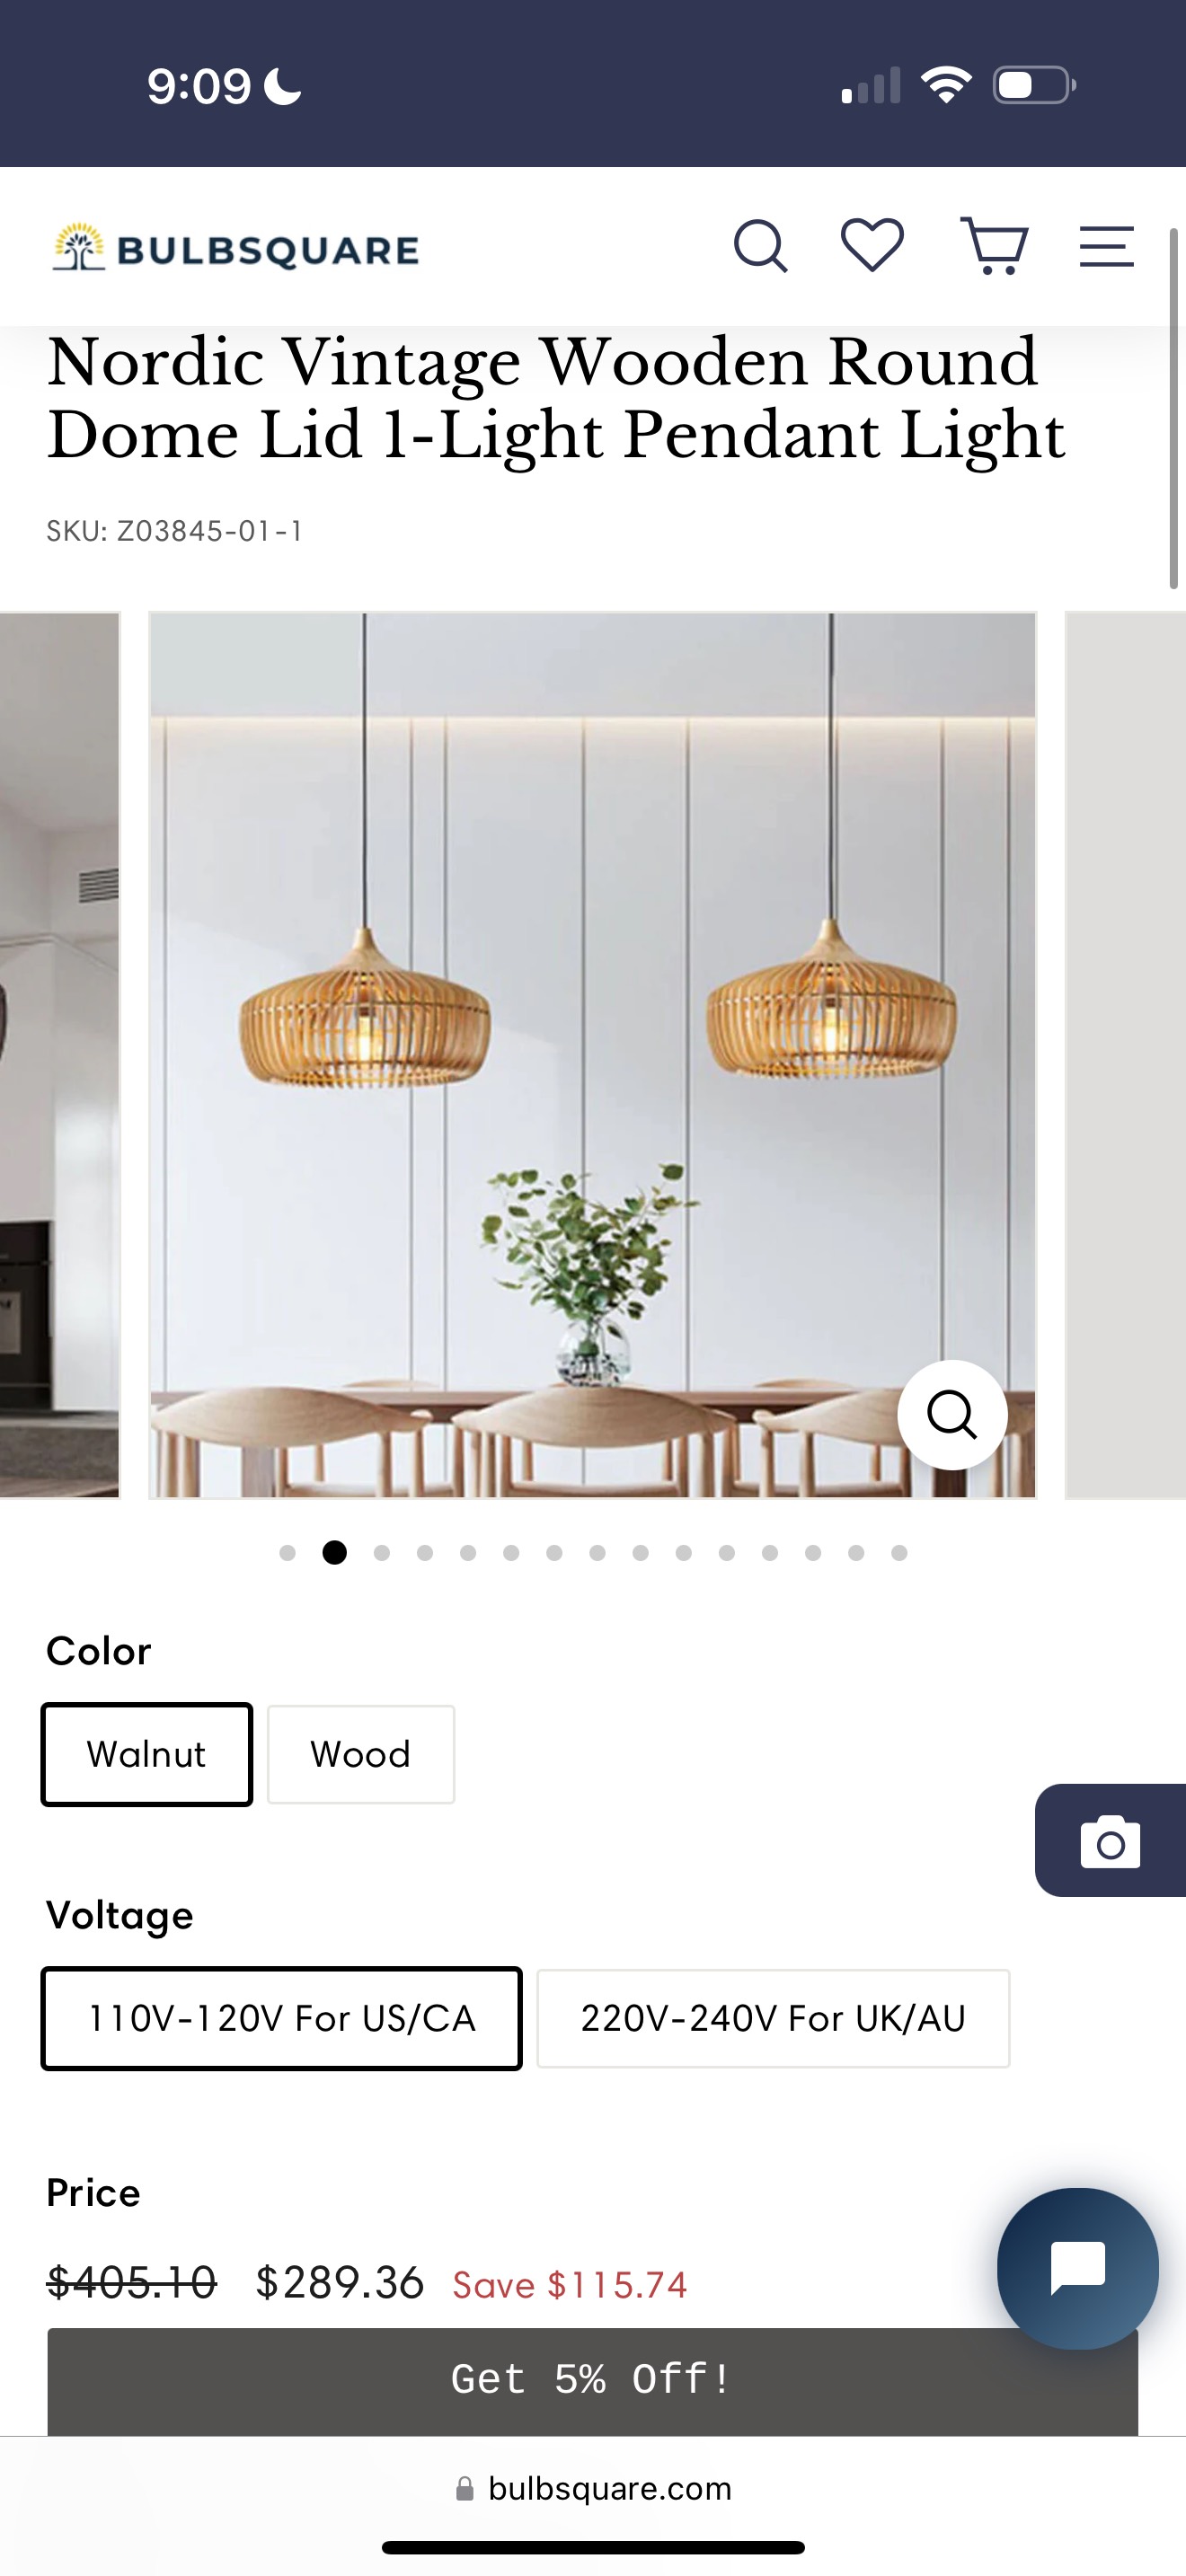 9:09
BULBSQUARE
Nordic Vintage Wooden Round
Dome Lid 1-Light Pendant Light
SKU: Z03845-01-1
Color
Walnut
Wood
Voltage
110V-120V For US/CA
220V-240V For UK/AU
Price
$405.10 $289.36 Save $115.74
Get 5% Off!
bulbsquare.com